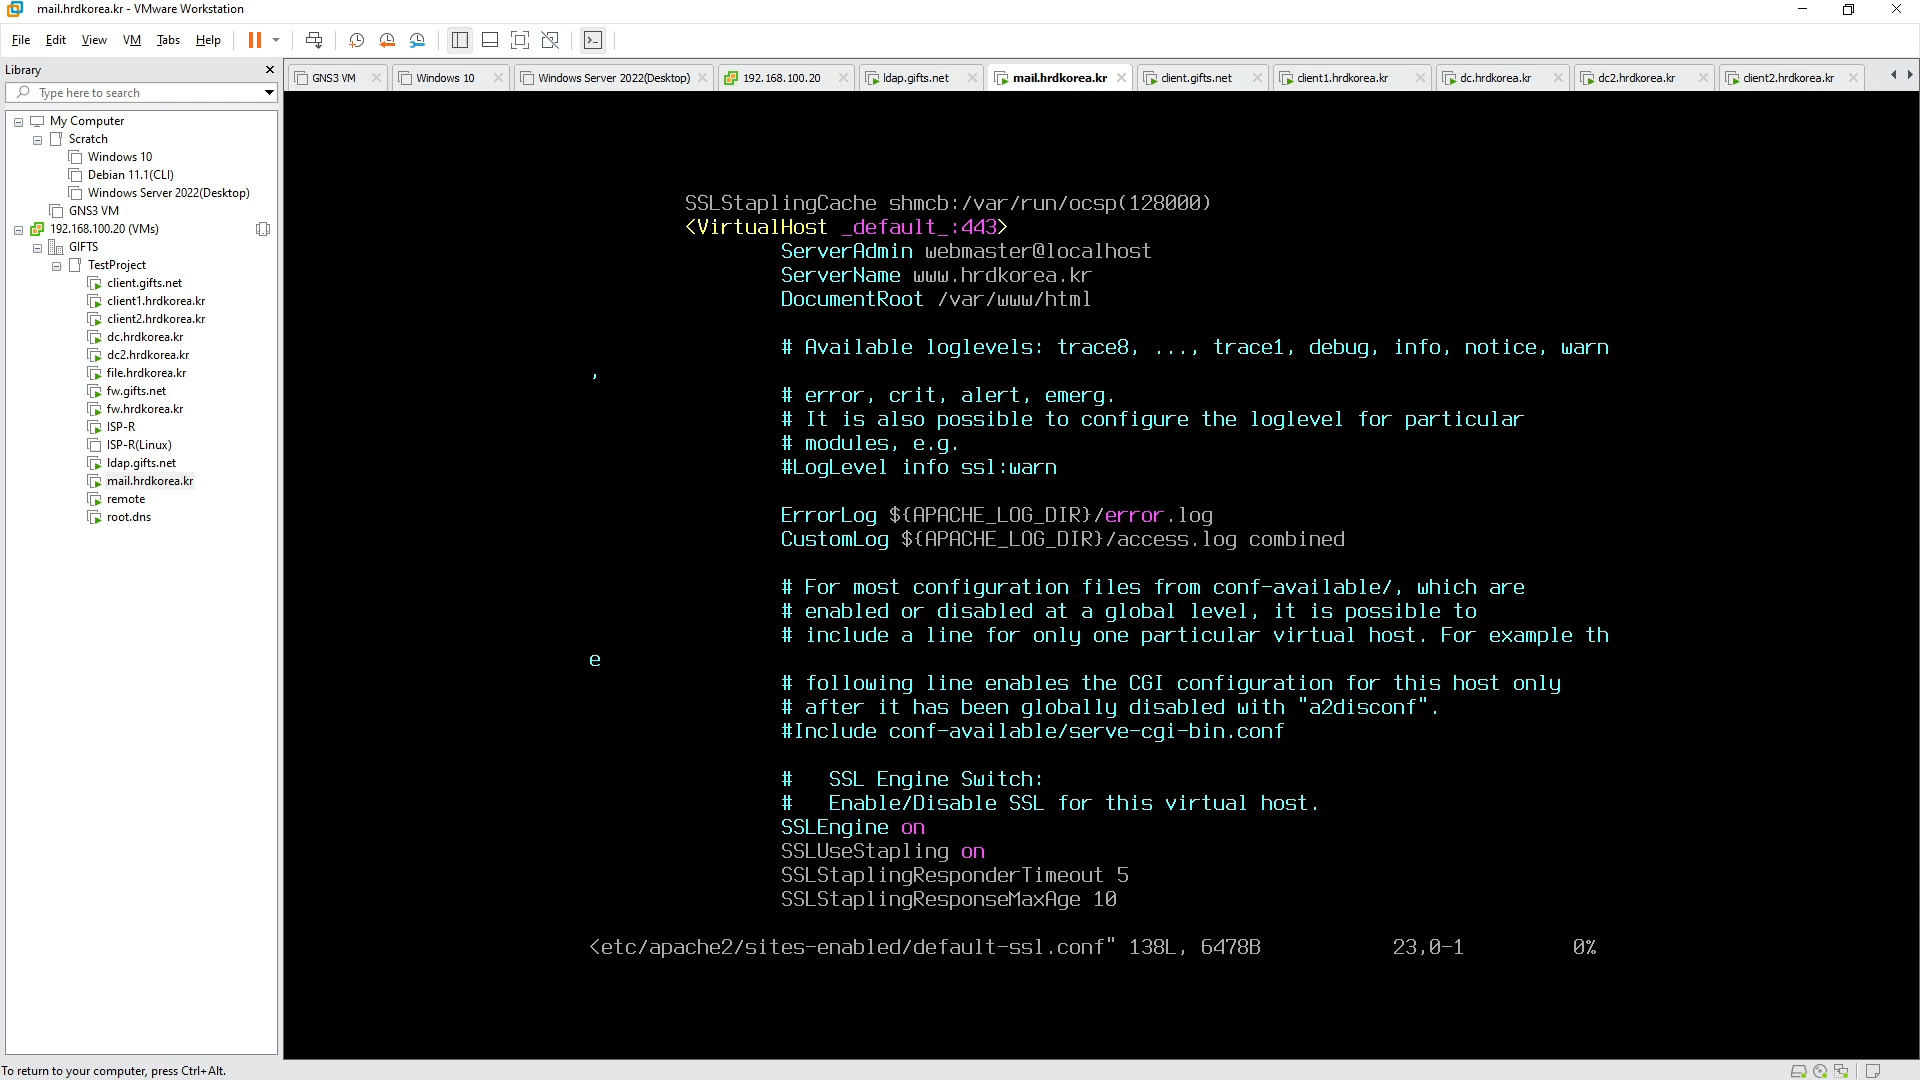 mail.hrdkorea.kr - VMware Workstation
File Edit View VM Tabs Help
Library
Type here to search
My Computer
Scratch
Windows 10
Debian 11.1(CLI)
Windows Server 2022(Desktop)
GNS3 VM
192.168.100.20 (VMs)
GIFTS
TestProject
client.gifts.net
client1.hrdkorea.kr
client2.hrdkorea.kr
dc.hrdkorea.kr
dc2.hrdkorea.kr
file.hrdkorea.kr
fw.gifts.net
fw.hrdkorea.kr
ISP-R
ISP-R(Linux)
ldap.gifts.net
mail.hrdkorea.kr
remote
root.dns
GNS3 VM Windows 10 Windows Server 2022(Desktop) 192.168.100.20 ldap.gifts.net mail.hrdkorea.kr client.gifts.net client1.hrdkorea.kr dc.hrdkorea.kr dc2.hrdkorea.kr client2.hrdkorea.kr
SSLStaplingCache shmcb:/var/run/ocsp(128000)
<VirtualHost _default_:443>
ServerAdmin webmaster@localhost
ServerName www.hrdkorea.kr
DocumentRoot /var/www/html
# Available loglevels: trace8, ..., trace1, debug, info, notice, warn
,
# error, crit, alert, emerg.
# It is also possible to configure the loglevel for particular
# modules, e.g.
#LogLevel info ssl:warn
ErrorLog ${APACHE_LOG_DIR}/error.log
CustomLog ${APACHE_LOG_DIR}/access.log combined
# For most configuration files from conf-available/, which are
# enabled or disabled at a global level, it is possible to
# include a line for only one particular virtual host. For example th
e
# following line enables the CGI configuration for this host only
# after it has been globally disabled with "a2disconf".
#Include conf-available/serve-cgi-bin.conf
#   SSL Engine Switch:
#   Enable/Disable SSL for this virtual host.
SSLEngine on
SSLUseStapling on
SSLStaplingResponderTimeout 5
SSLStaplingResponseMaxAge 10
<etc/apache2/sites-enabled/default-ssl.conf" 138L, 6478B 23,0-1 0%
To return to your computer, press Ctrl+Alt.